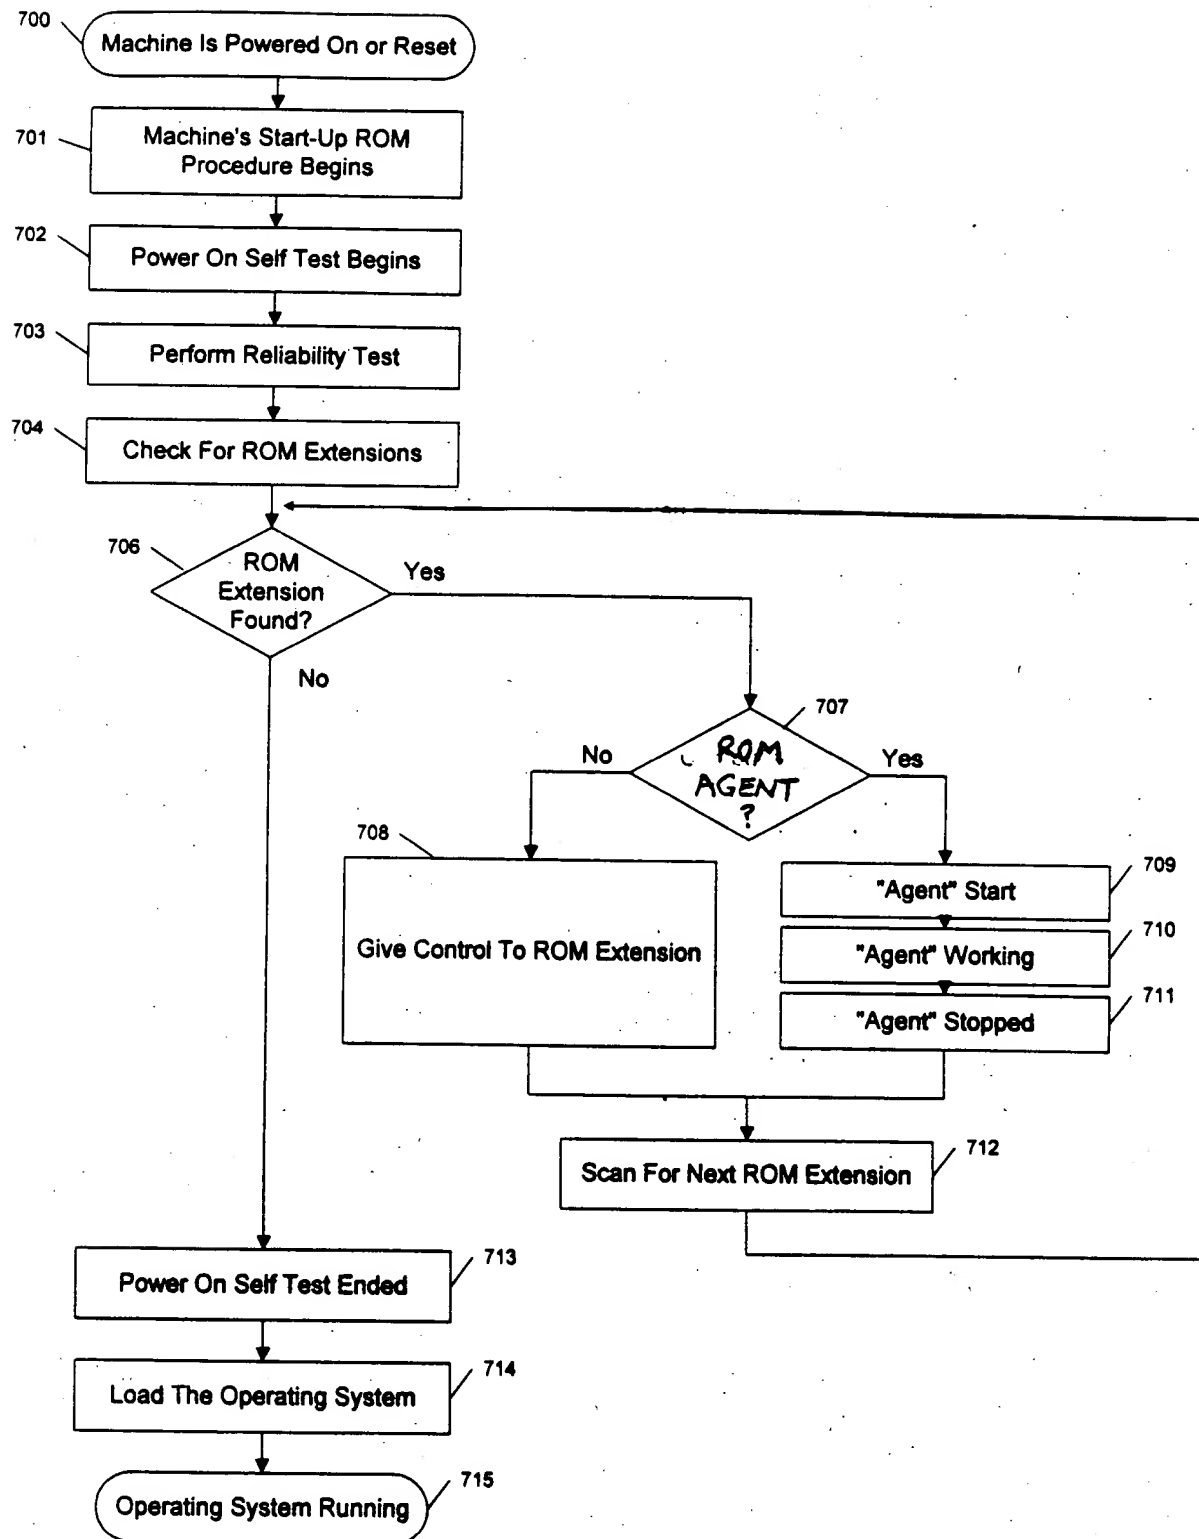 700
Machine Is Powered On or Reset
701
Machine's Start-Up ROM
Procedure Begins
702
Power On Self Test Begins
703
Perform Reliability Test
704
Check For ROM Extensions
706
ROM
Extension
Found?
Yes
No
707
ROM
AGENT
?
No
Yes
708
Give Control To ROM Extension
709
"Agent" Start
710
"Agent" Working
711
"Agent" Stopped
712
Scan For Next ROM Extension
713
Power On Self Test Ended
714
Load The Operating System
715
Operating System Running